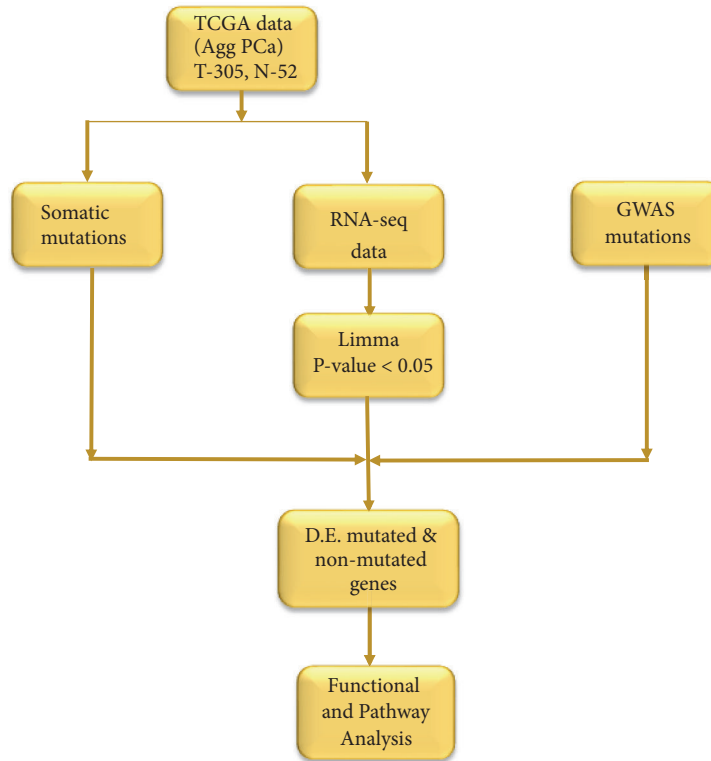 TCGA data
(Agg PCa)
T-305, N-52
Somatic
mutations
RNA-seq
data
GWAS
mutations
Limma
P-value < 0.05
D.E. mutated &
non-mutated
genes
Functional
and Pathway
Analysis